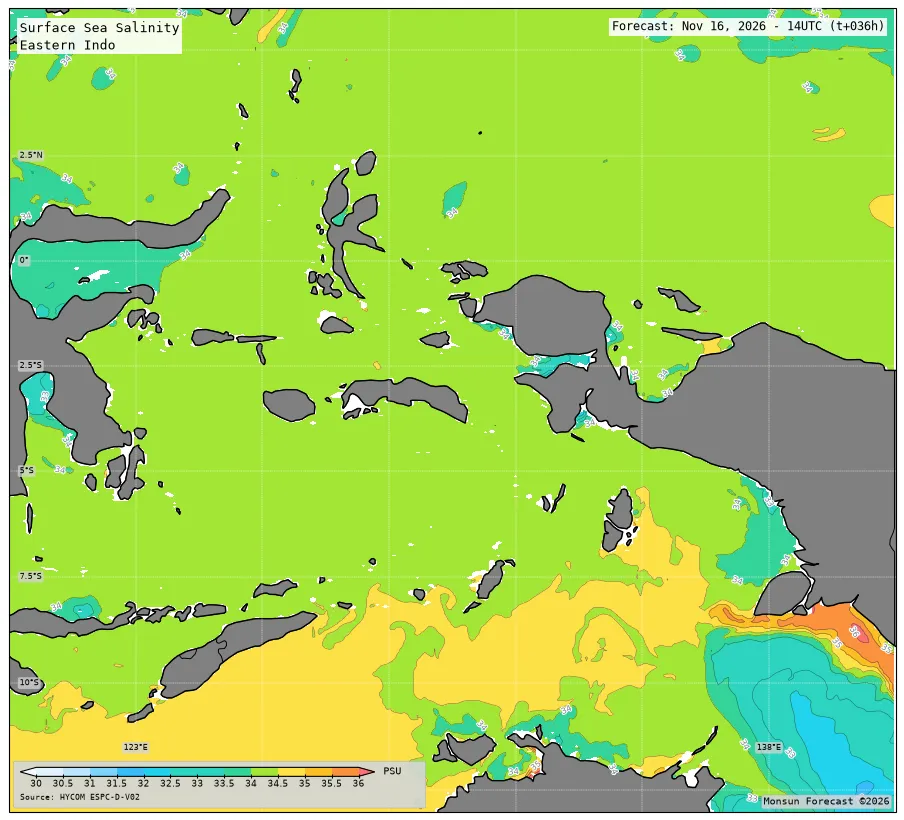 Surface Sea Salinity
Eastern Indo
Forecast: Nov 16, 2026 - 14UTC (t+036h)
2.5°N
0°
2.5°S
5°S
7.5°S
10°S
123°E
138°E
30 30.5 31 31.5 32 32.5 33 33.5 34 34.5 35 35.5 36 PSU
Source: HYCOM ESPC-D-V02
Monsun Forecast ©2026